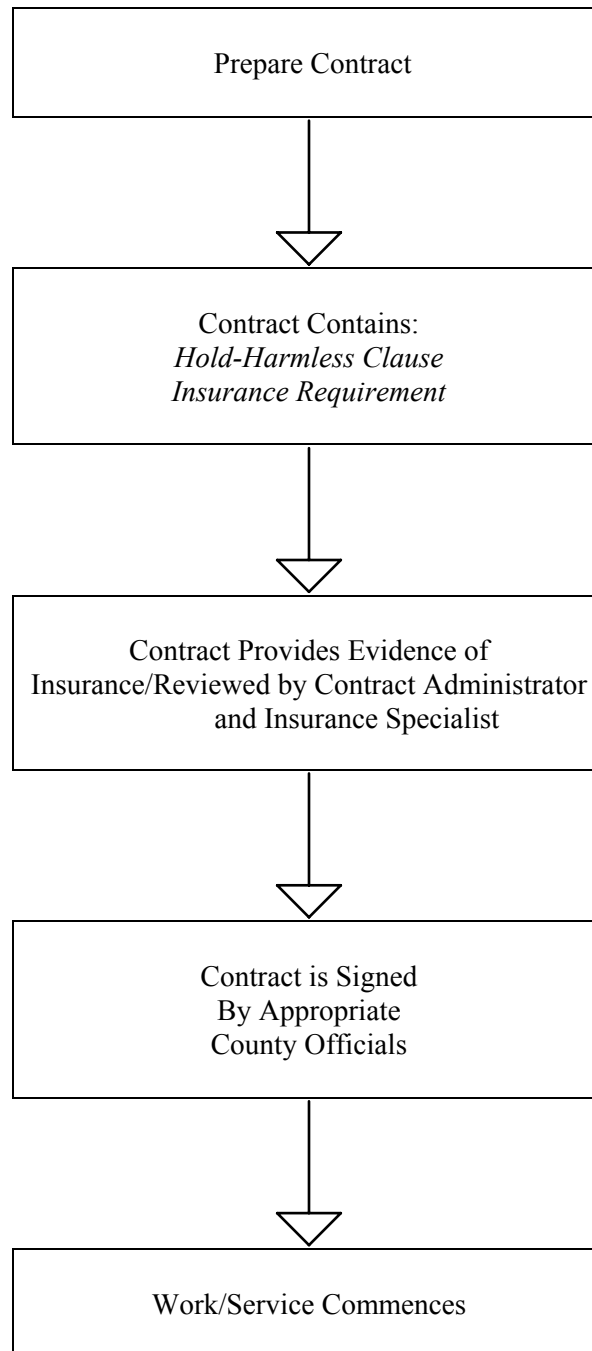 Prepare Contract
Contract Contains:
Hold-Harmless Clause
Insurance Requirement
Contract Provides Evidence of
Insurance/Reviewed by Contract Administrator
and Insurance Specialist
Contract is Signed
By Appropriate
County Officials
Work/Service Commences